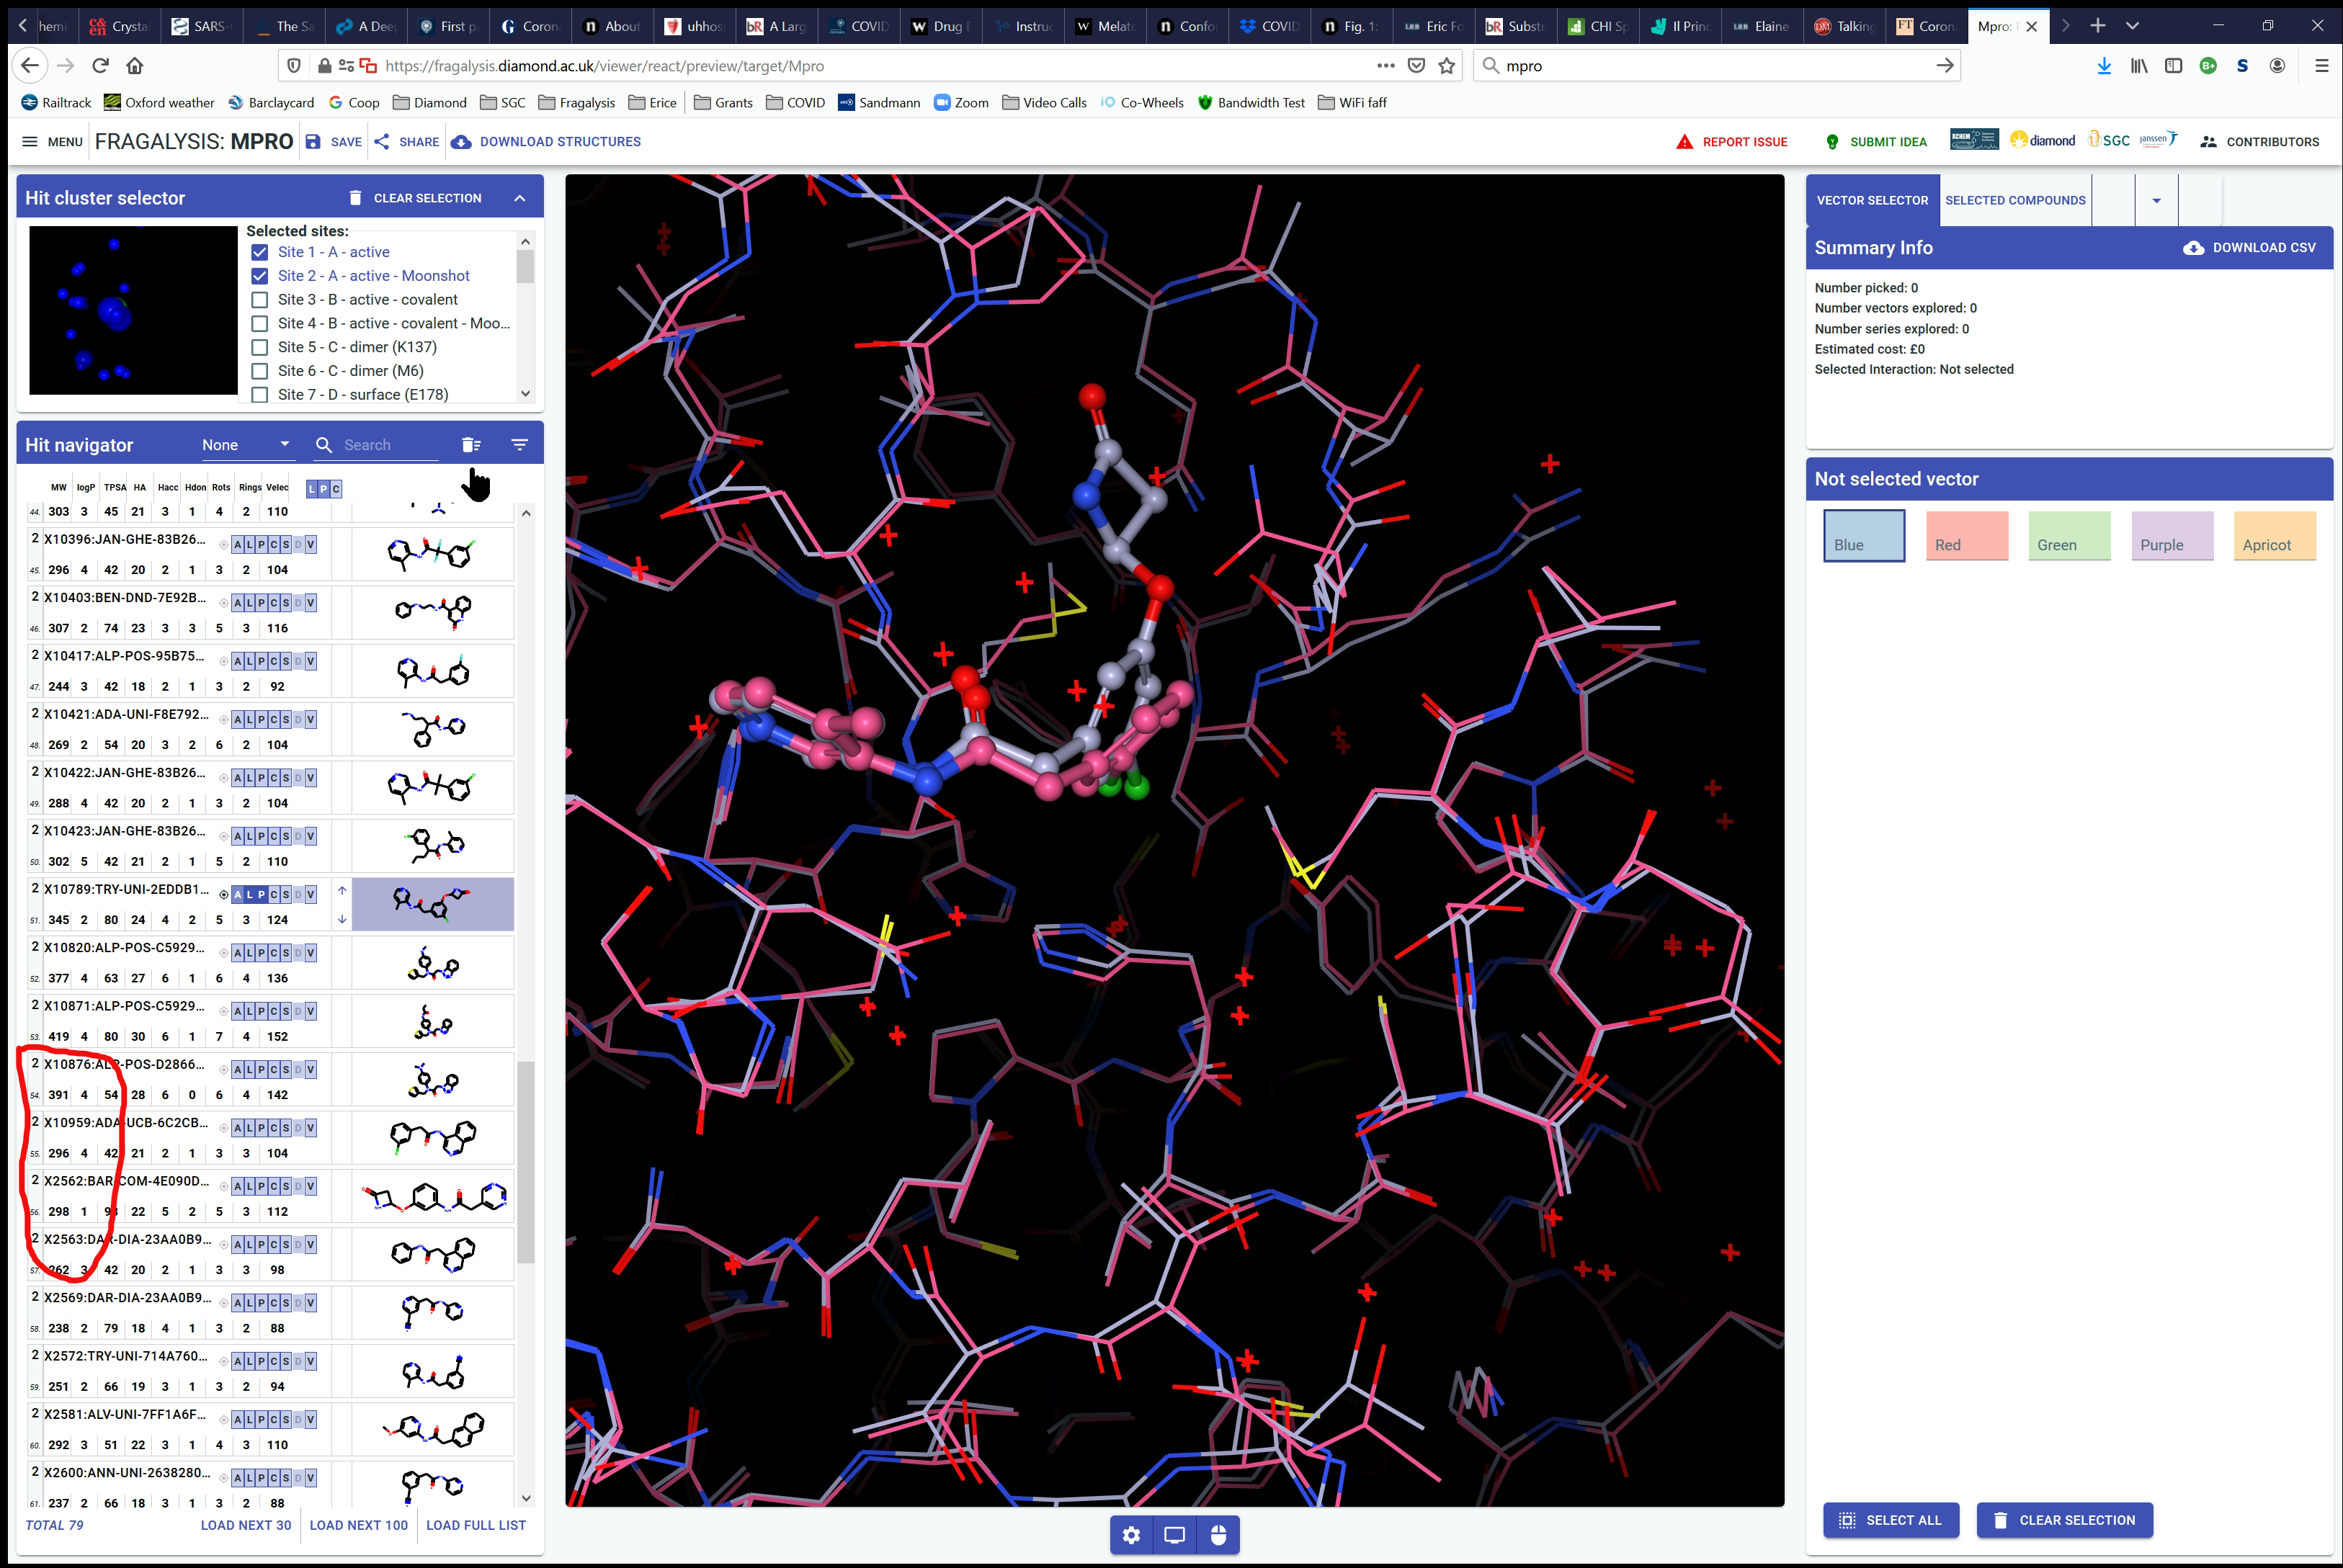 hemi
Crystal
SARS-
The Sa
A Deep
First p
Corona
About
uhhos
A Larg
COVID
Drug D
Instruc
Melato
Confo
COVID
Fig. 1:
Eric Fo
Substr
CHI Sp
Il Princ
Elaine
Talking
Coron
Mpro:
https://fragalysis.diamond.ac.uk/viewer/react/preview/target/Mpro
mpro
Railtrack Oxford weather Barclaycard Coop Diamond SGC Fragalysis Erice Grants COVID Sandmann Zoom Video Calls Co-Wheels Bandwidth Test WiFi faff
MENU FRAGALYSIS: MPRO SAVE SHARE DOWNLOAD STRUCTURES REPORT ISSUE SUBMIT IDEA XCHEM diamond SGC janssen CONTRIBUTORS
Hit cluster selector CLEAR SELECTION
Selected sites:
Site 1 - A - active
Site 2 - A - active - Moonshot
Site 3 - B - active - covalent
Site 4 - B - active - covalent - Moo...
Site 5 - C - dimer (K137)
Site 6 - C - dimer (M6)
Site 7 - D - surface (E178)
Hit navigator None Search
MW logP TPSA HA Hacc Hdon Rots Rings Velec L P C
44. 303 3 45 21 3 1 4 2 110
2 X10396:JAN-GHE-83B26... A L P C S D V
45. 296 4 42 20 2 1 3 2 104
2 X10403:BEN-DND-7E92B... A L P C S D V
46. 307 2 74 23 3 3 5 3 116
2 X10417:ALP-POS-95B75... A L P C S D V
47. 244 3 42 18 2 1 3 2 92
2 X10421:ADA-UNI-F8E792... A L P C S D V
48. 269 2 54 20 3 2 6 2 104
2 X10422:JAN-GHE-83B26... A L P C S D V
49. 288 4 42 20 2 1 3 2 104
2 X10423:JAN-GHE-83B26... A L P C S D V
50. 302 5 42 21 2 1 5 2 110
2 X10789:TRY-UNI-2EDDB1... A L P C S D V
51. 345 2 80 24 4 2 5 3 124
2 X10820:ALP-POS-C5929... A L P C S D V
52. 377 4 63 27 6 1 6 4 136
2 X10871:ALP-POS-C5929... A L P C S D V
53. 419 4 80 30 6 1 7 4 152
2 X10876:ALP-POS-D2866... A L P C S D V
54. 391 4 54 28 6 0 6 4 142
2 X10959:ADA-UCB-6C2CB... A L P C S D V
55. 296 4 42 21 2 1 3 3 104
2 X2562:BAR-COM-4E090D... A L P C S D V
56. 298 1 22 5 2 5 3 112
2 X2563:DAR-DIA-23AA0B9... A L P C S D V
57. 262 3 42 20 2 1 3 3 98
2 X2569:DAR-DIA-23AA0B9... A L P C S D V
58. 238 2 79 18 4 1 3 2 88
2 X2572:TRY-UNI-714A760... A L P C S D V
59. 251 2 66 19 3 1 3 2 94
2 X2581:ALV-UNI-7FF1A6F... A L P C S D V
60. 292 3 51 22 3 1 4 3 110
2 X2600:ANN-UNI-2638280... A L P C S D V
61. 237 2 66 18 3 1 3 2 88
TOTAL 79 LOAD NEXT 30 LOAD NEXT 100 LOAD FULL LIST
VECTOR SELECTOR SELECTED COMPOUNDS
Summary Info DOWNLOAD CSV
Number picked: 0
Number vectors explored: 0
Number series explored: 0
Estimated cost: £0
Selected Interaction: Not selected
Not selected vector
Blue Red Green Purple Apricot
SELECT ALL CLEAR SELECTION